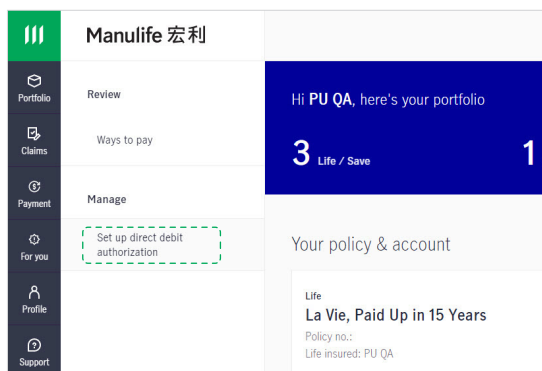 Manulife 宏利
Portfolio
Claims
Payment
For you
Profile
Support
Review
Ways to pay
Manage
Set up direct debit
authorization
Hi PU QA, here's your portfolio
3 Life / Save
1
Your policy & account
Life
La Vie, Paid Up in 15 Years
Policy no.:
Life insured: PU QA